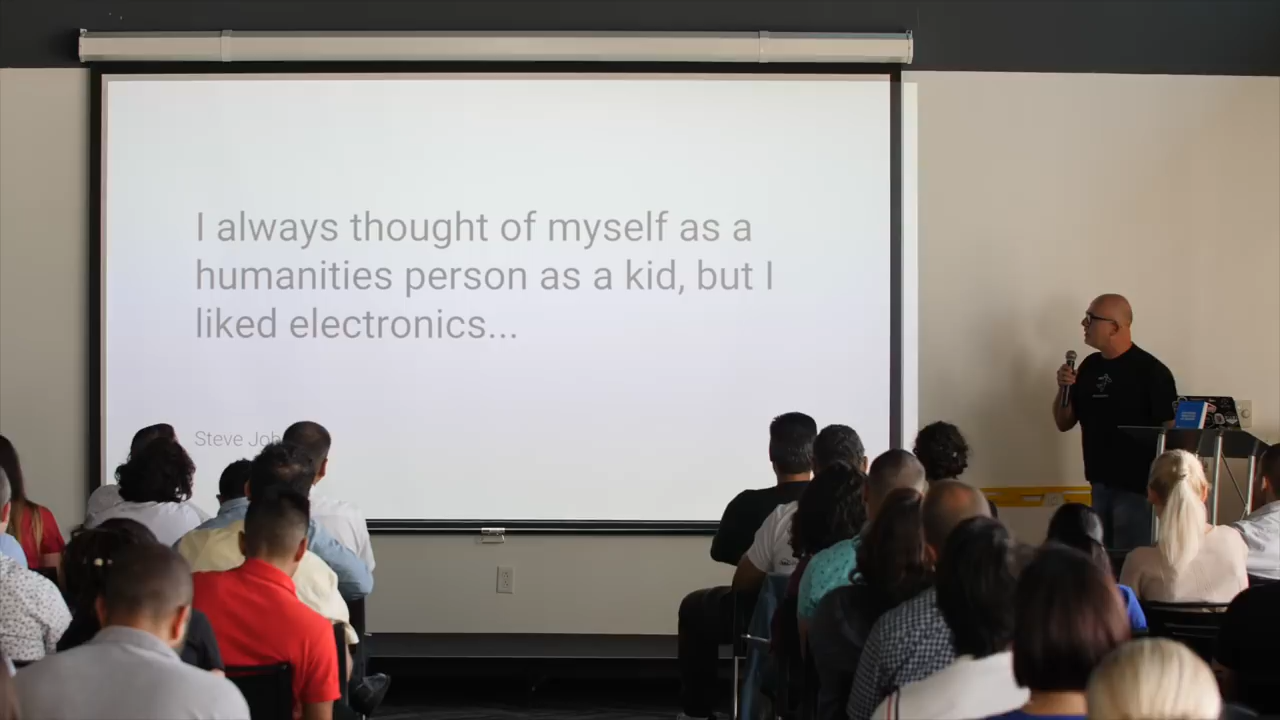 I always thought of myself as a
humanities person as a kid, but I
liked electronics...
Steve